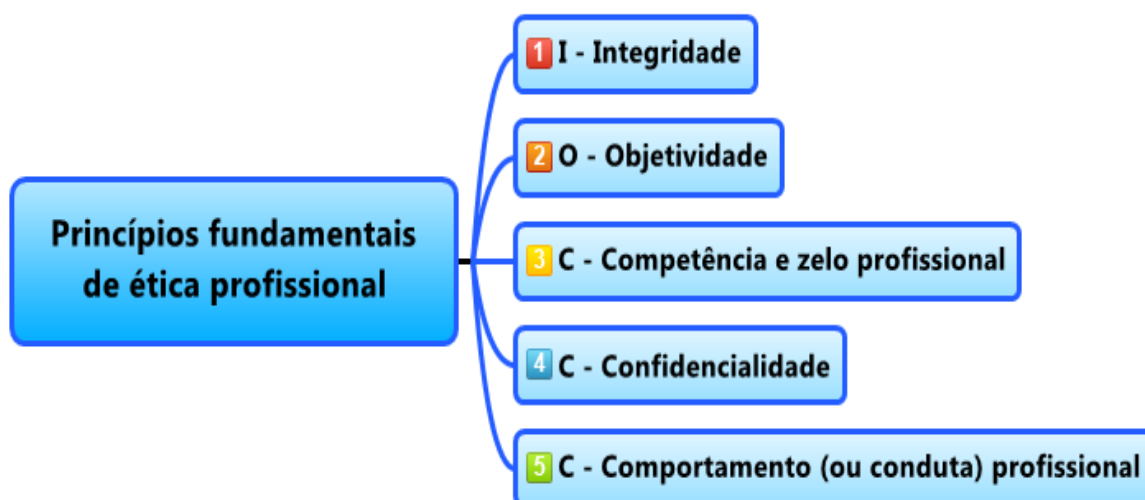 1 I - Integridade
2 O - Objetividade
Princípios fundamentais
de ética profissional
3 C - Competência e zelo profissional
4 C - Confidencialidade
5 C - Comportamento (ou conduta) profissional